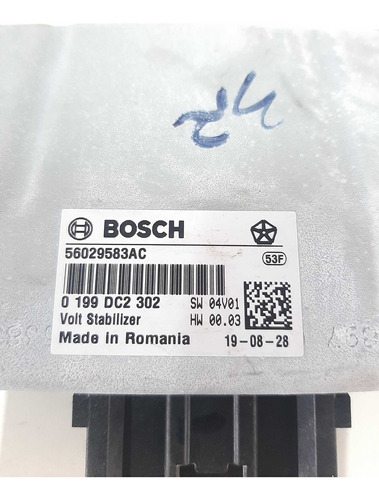 BOSCH
56029583AC
53F
0 199 DC2 302 SW 04V01
Volt Stabilizer HW 00.03
Made in Romania 19-08-28